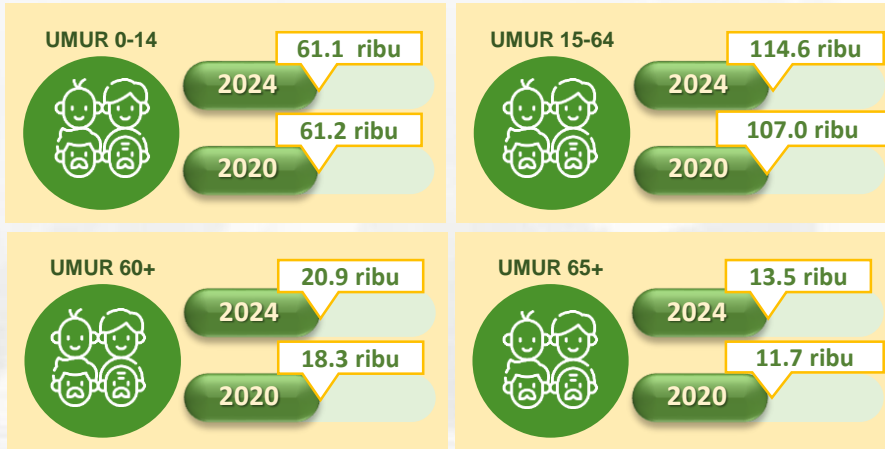 UMUR 0-14
61.1 ribu
2024
61.2 ribu
2020
UMUR 15-64
114.6 ribu
2024
107.0 ribu
2020
UMUR 60+
20.9 ribu
2024
18.3 ribu
2020
UMUR 65+
13.5 ribu
2024
11.7 ribu
2020